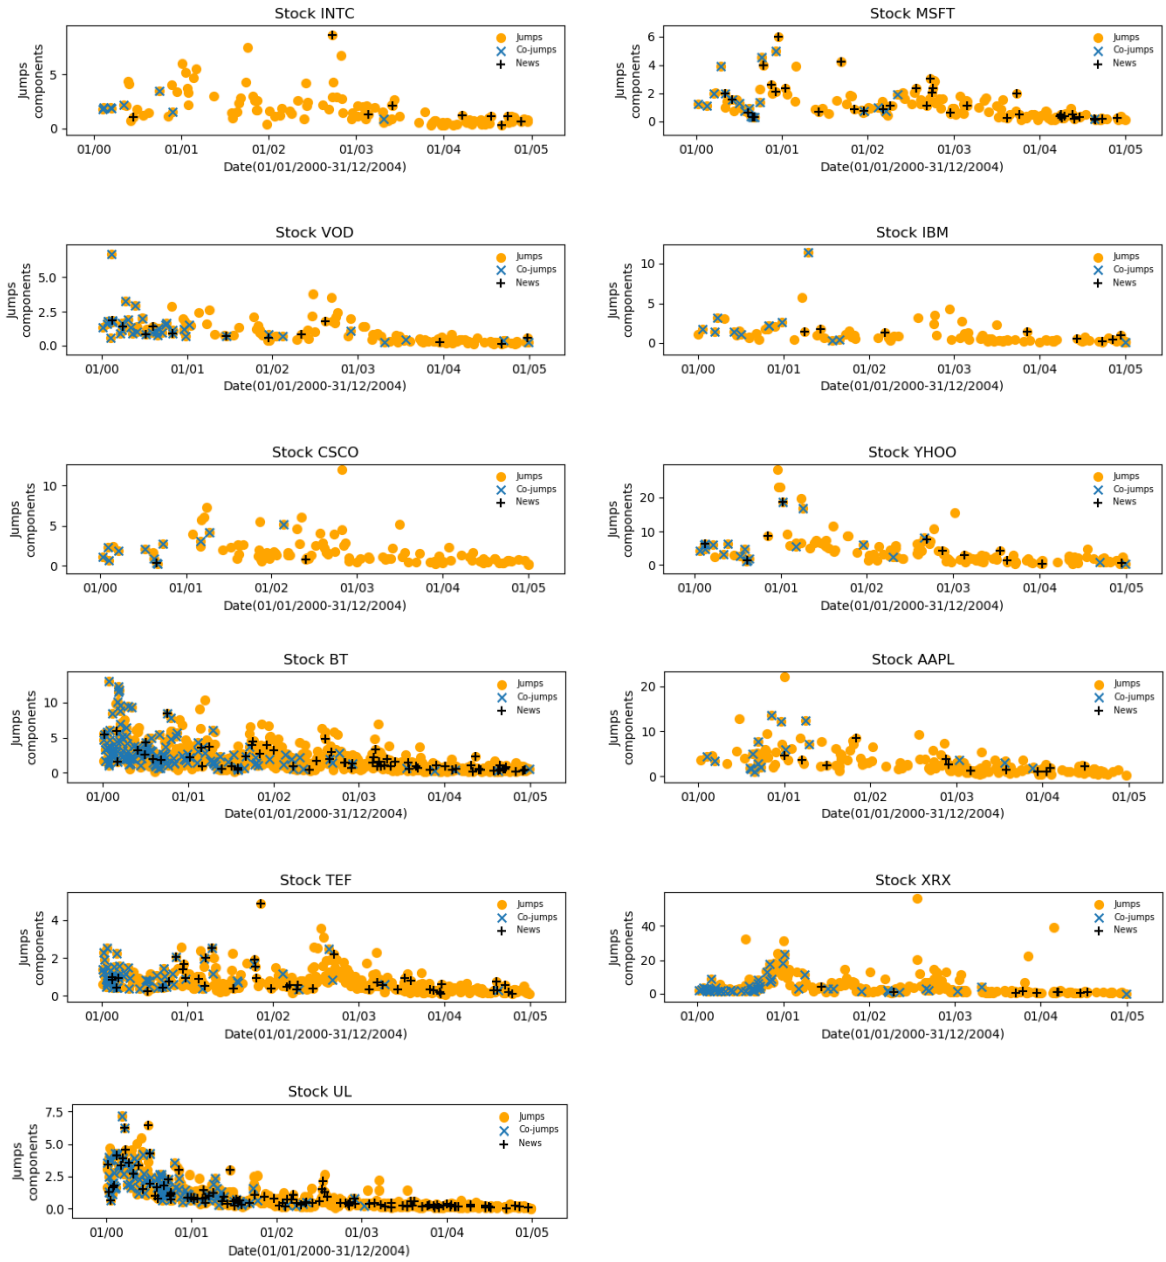 Stock INTC
Jumps
components
5
0
Jumps
Co-jumps
News
01/00 01/01 01/02 01/03 01/04 01/05
Date(01/01/2000-31/12/2004)
Stock MSFT
Jumps
components
6
4
2
0
Jumps
Co-jumps
News
01/00 01/01 01/02 01/03 01/04 01/05
Date(01/01/2000-31/12/2004)
Stock VOD
Jumps
components
5.0
2.5
0.0
Jumps
Co-jumps
News
01/00 01/01 01/02 01/03 01/04 01/05
Date(01/01/2000-31/12/2004)
Stock IBM
Jumps
components
10
5
0
Jumps
Co-jumps
News
01/00 01/01 01/02 01/03 01/04 01/05
Date(01/01/2000-31/12/2004)
Stock CSCO
Jumps
components
10
5
0
Jumps
Co-jumps
News
01/00 01/01 01/02 01/03 01/04 01/05
Date(01/01/2000-31/12/2004)
Stock YHOO
Jumps
components
20
10
0
Jumps
Co-jumps
News
01/00 01/01 01/02 01/03 01/04 01/05
Date(01/01/2000-31/12/2004)
Stock BT
Jumps
components
10
5
0
Jumps
Co-jumps
News
01/00 01/01 01/02 01/03 01/04 01/05
Date(01/01/2000-31/12/2004)
Stock AAPL
Jumps
components
20
10
0
Jumps
Co-jumps
News
01/00 01/01 01/02 01/03 01/04 01/05
Date(01/01/2000-31/12/2004)
Stock TEF
Jumps
components
4
2
0
Jumps
Co-jumps
News
01/00 01/01 01/02 01/03 01/04 01/05
Date(01/01/2000-31/12/2004)
Stock XRX
Jumps
components
40
20
0
Jumps
Co-jumps
News
01/00 01/01 01/02 01/03 01/04 01/05
Date(01/01/2000-31/12/2004)
Stock UL
Jumps
components
7.5
5.0
2.5
0.0
Jumps
Co-jumps
News
01/00 01/01 01/02 01/03 01/04 01/05
Date(01/01/2000-31/12/2004)